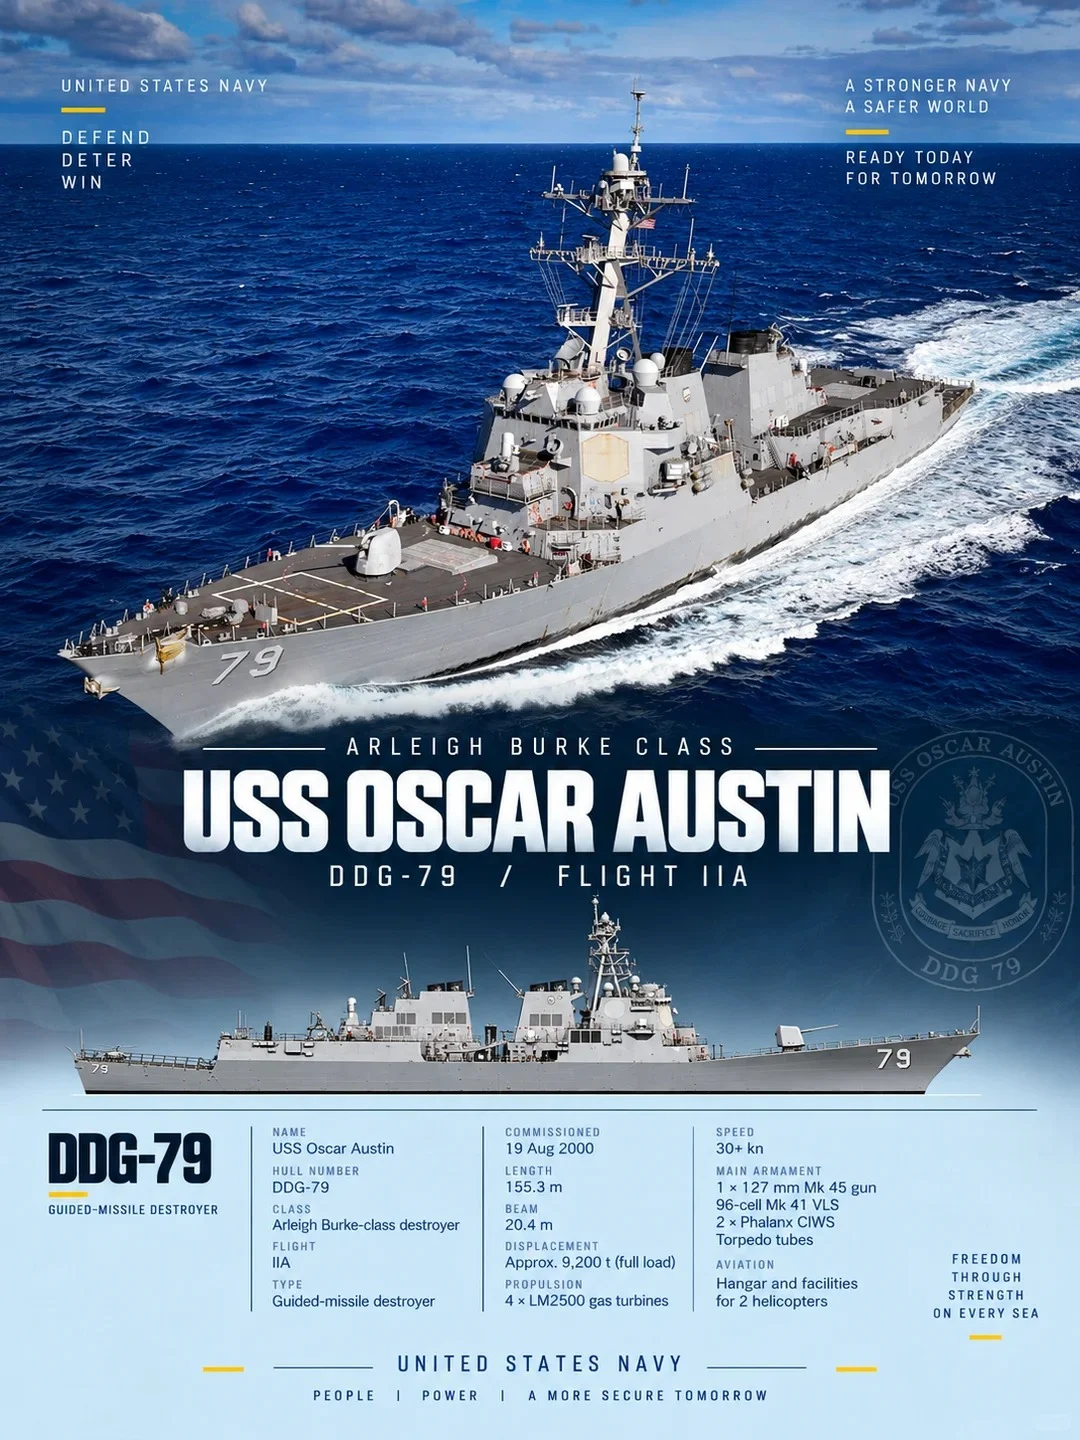 UNITED STATES NAVY
DEFEND
DETER
WIN
A STRONGER NAVY
A SAFER WORLD
READY TODAY
FOR TOMORROW
79
ARLEIGH BURKE CLASS
USS OSCAR AUSTIN
DDG-79 / FLIGHT IIA
USS OSCAR AUSTIN
SACRIFICE HONOR
DDG 79
79
79
DDG-79
GUIDED-MISSILE DESTROYER
NAME
USS Oscar Austin
HULL NUMBER
DDG-79
CLASS
Arleigh Burke-class destroyer
FLIGHT
IIA
TYPE
Guided-missile destroyer
COMMISSIONED
19 Aug 2000
LENGTH
155.3 m
BEAM
20.4 m
DISPLACEMENT
Approx. 9,200 t (full load)
PROPULSION
4 × LM2500 gas turbines
SPEED
30+ kn
MAIN ARMAMENT
1 × 127 mm Mk 45 gun
96-cell Mk 41 VLS
2 × Phalanx CIWS
Torpedo tubes
AVIATION
Hangar and facilities
for 2 helicopters
FREEDOM
THROUGH
STRENGTH
ON EVERY SEA
UNITED STATES NAVY
PEOPLE | POWER | A MORE SECURE TOMORROW